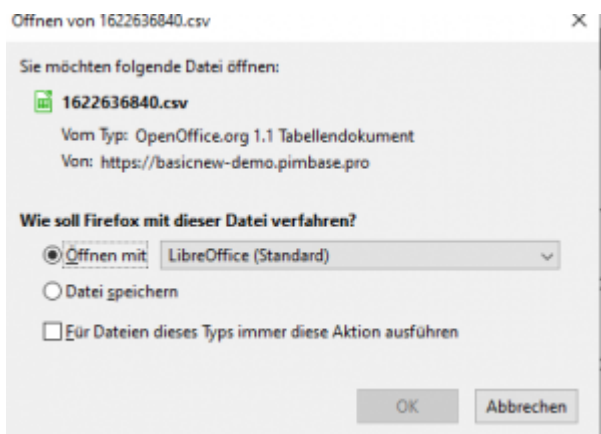 Öffnen von 1622636840.csv
Sie möchten folgende Datei öffnen:
1622636840.csv
Vom Typ: OpenOffice.org 1.1 Tabellendokument
Von: https://basicnew-demo.pimbase.pro
Wie soll Firefox mit dieser Datei verfahren?
Öffnen mit LibreOffice (Standard)
Datei speichern
Für Dateien dieses Typs immer diese Aktion ausführen
OK Abbrechen